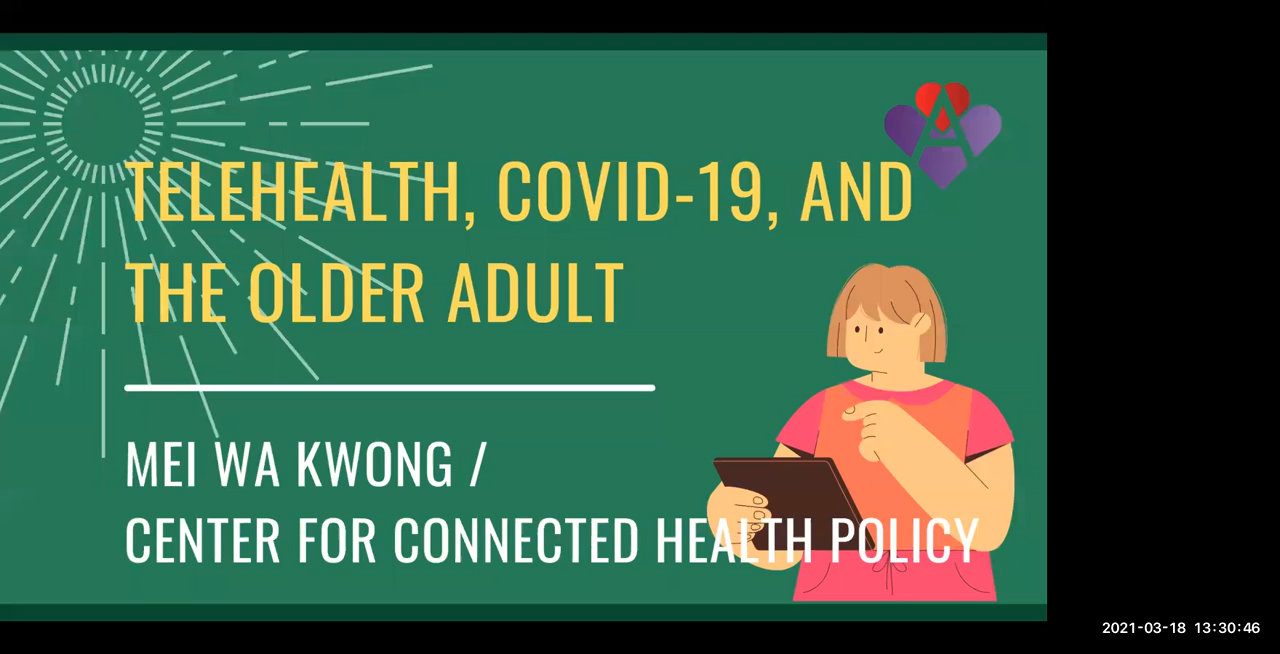 TELEHEALTH, COVID-19, AND
THE OLDER ADULT
MEI WA KWONG /
CENTER FOR CONNECTED HEALTH POLICY
A
2021-03-18 13:30:46